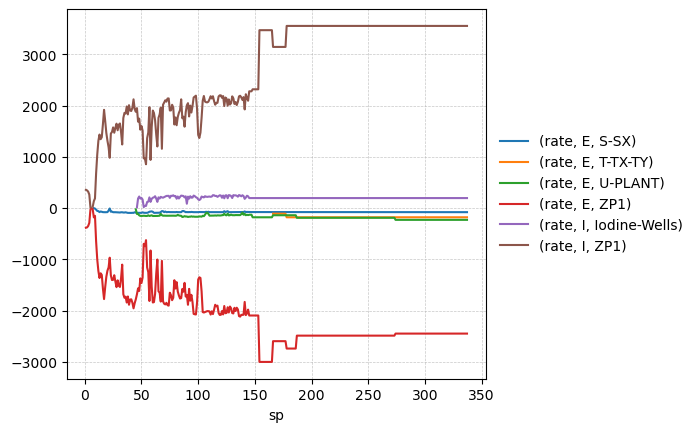 3000
2000
1000
0
−1000
−2000
−3000
0 50 100 150 200 250 300 350
sp
(rate, E, S-SX)
(rate, E, T-TX-TY)
(rate, E, U-PLANT)
(rate, E, ZP1)
(rate, I, Iodine-Wells)
(rate, I, ZP1)